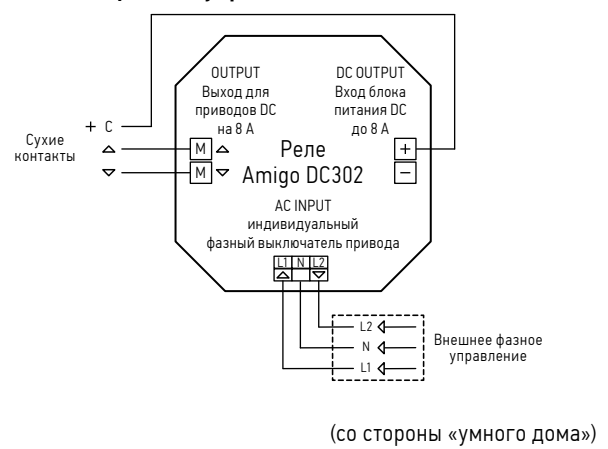 OUTPUT
Выход для
приводов DC
на 8 А
DC OUTPUT
Вход блока
питания DC
до 8 А
+ C
Сухие
контакты
M
M
Реле
Amigo DC302
+
−
AC INPUT
индивидуальный
фазный выключатель привода
L1 N L2
L2
N
L1
Внешнее фазное
управление
(со стороны «умного дома»)